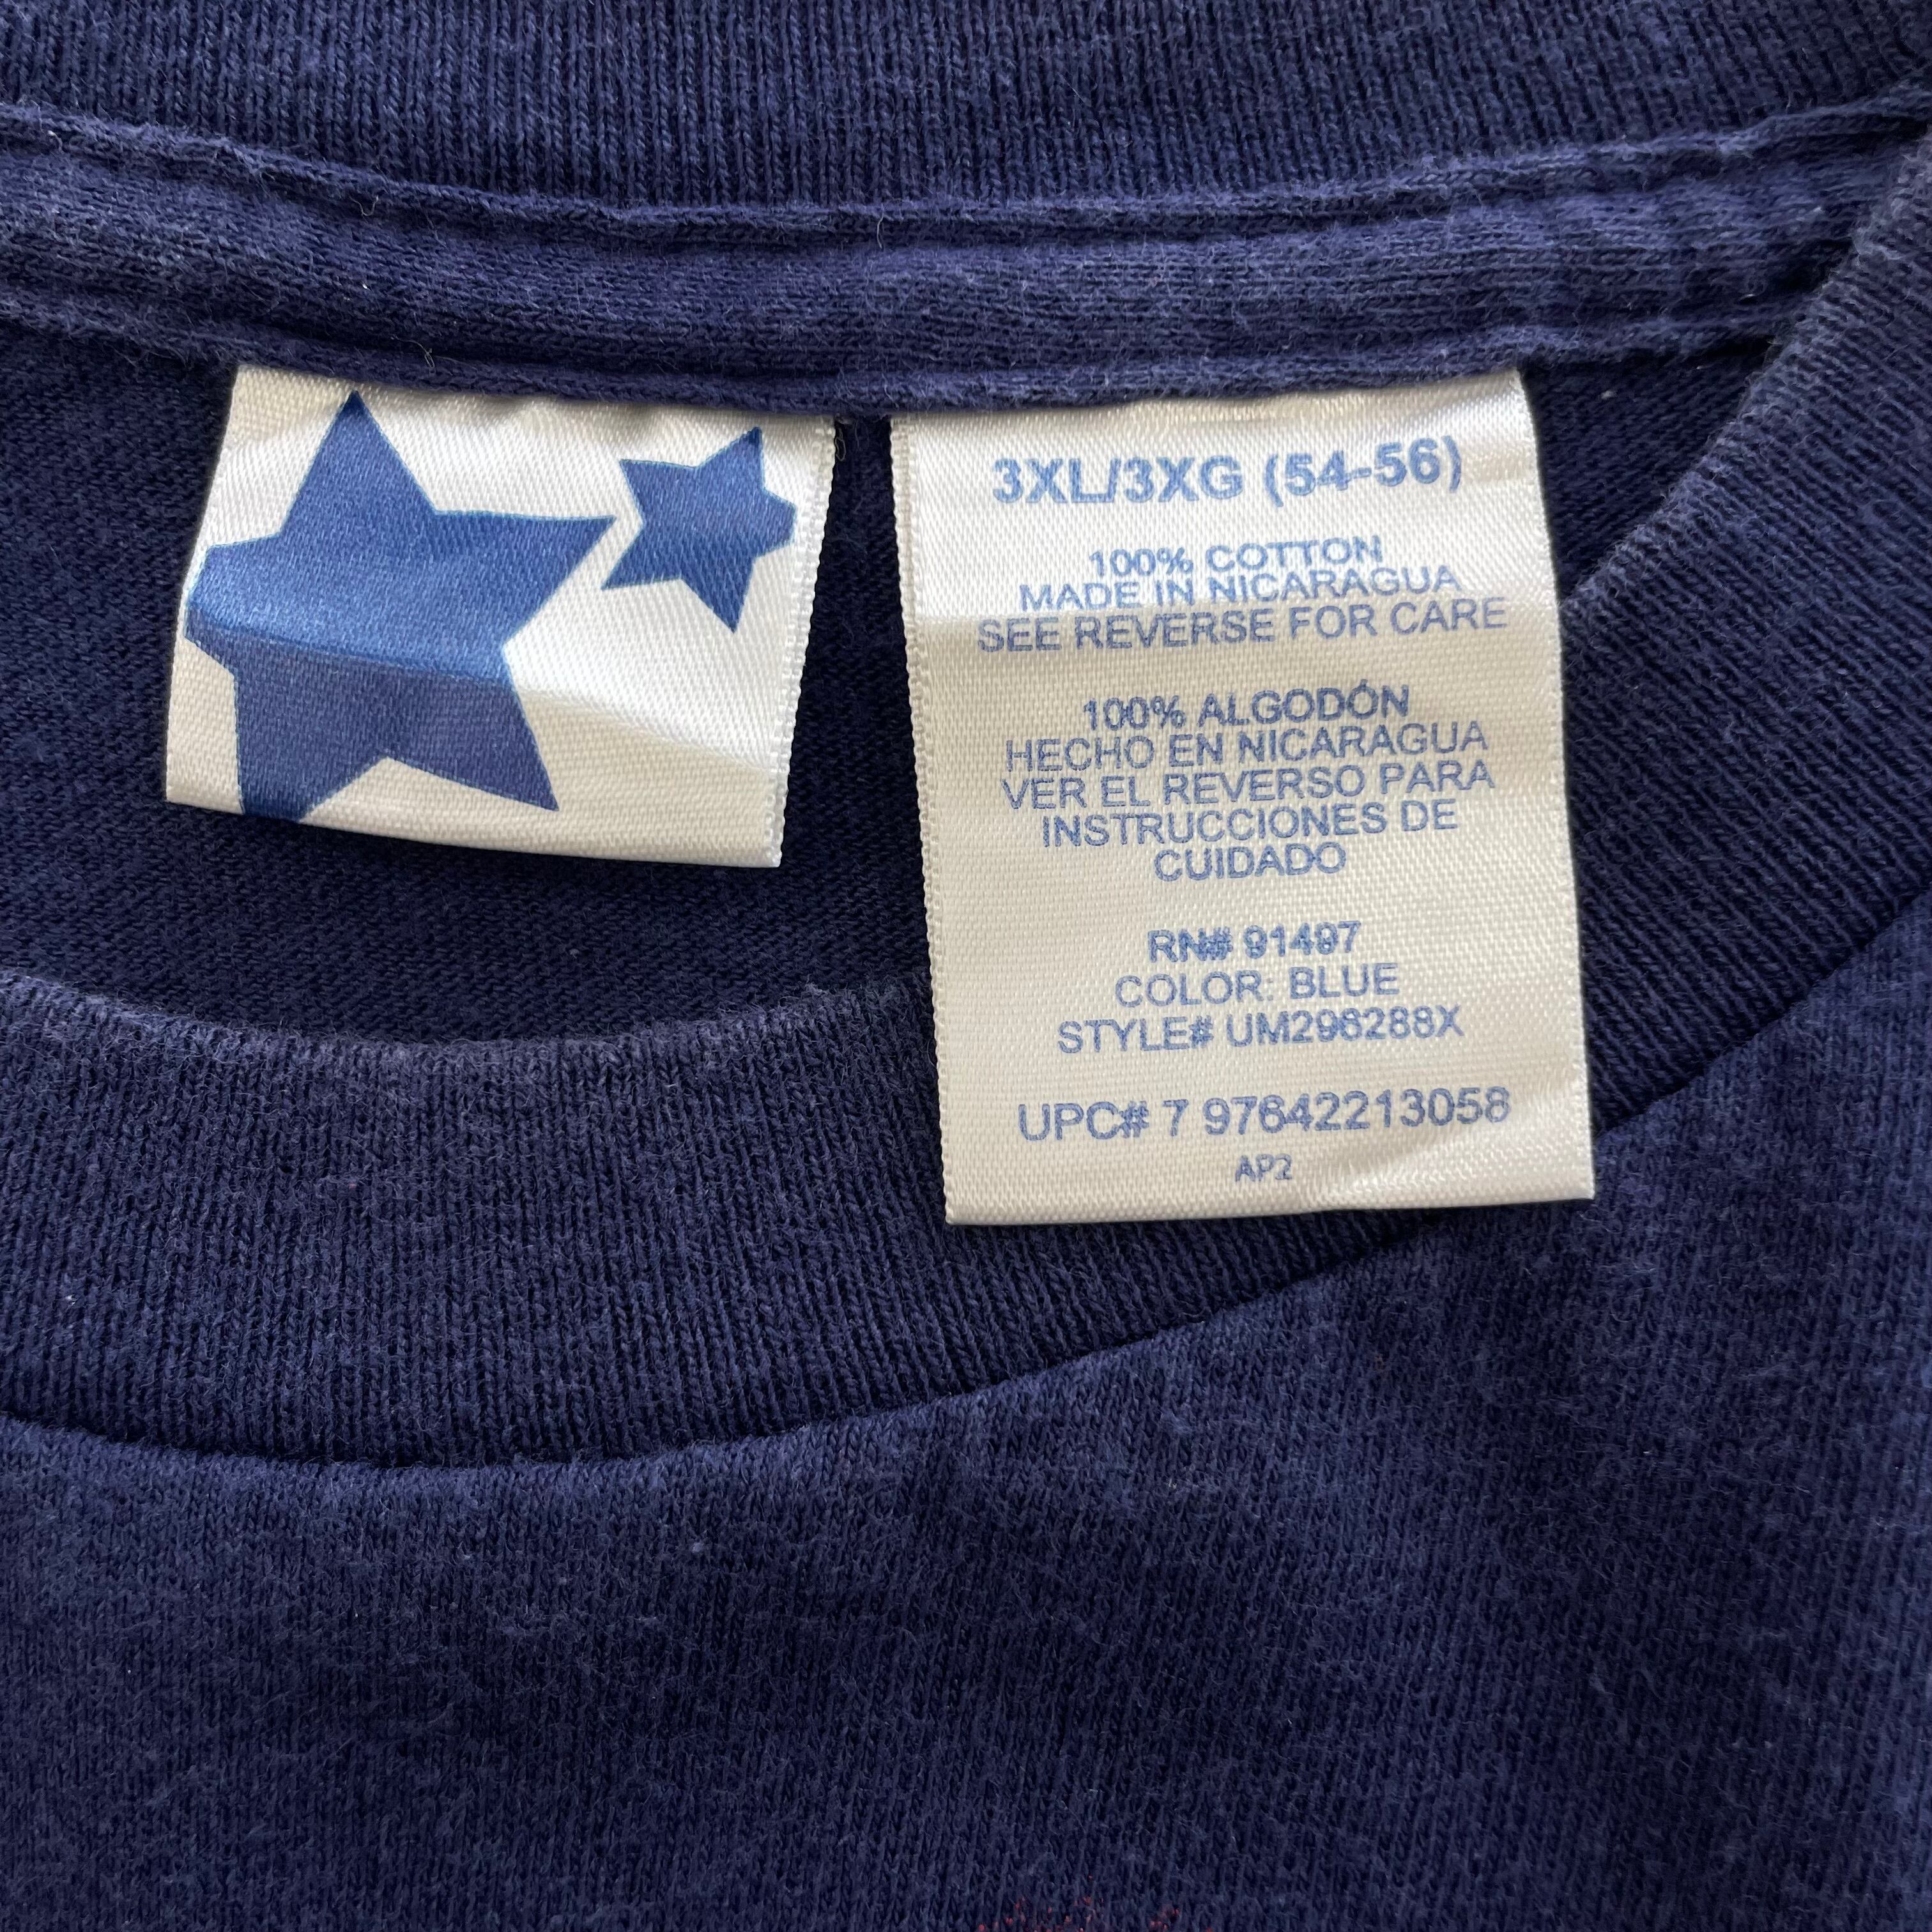 3XL/3XG (54-56)
100% COTTON
MADE IN NICARAGUA
SEE REVERSE FOR CARE
100% ALGODÓN
HECHO EN NICARAGUA
VER EL REVERSO PARA
INSTRUCCIONES DE
CUIDADO
RN# 91497
COLOR: BLUE
STYLE# UM296288X
UPC# 7 97642213058
AP2